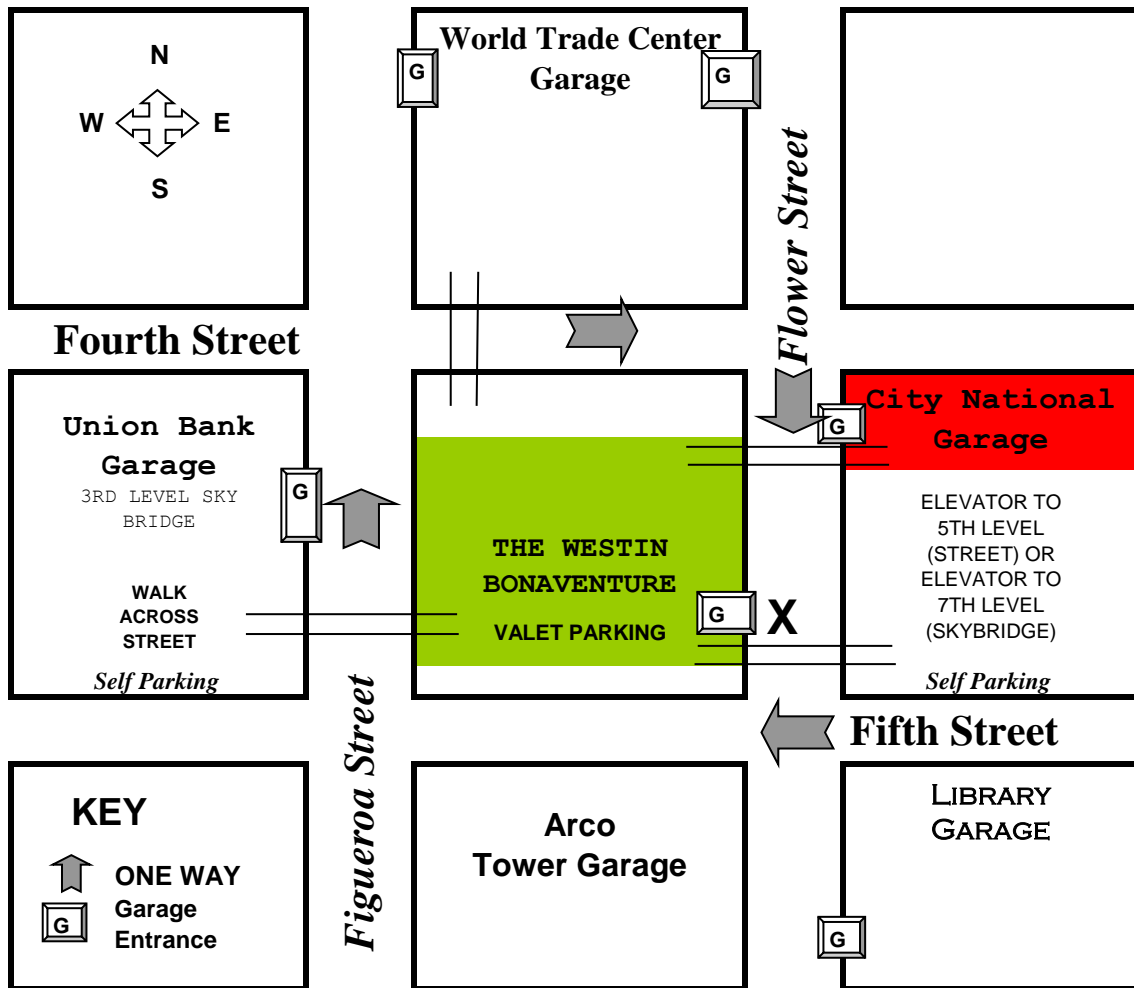 N
W
E
S
World Trade Center
Garage
G
G
Flower Street
Fourth Street
Union Bank
Garage
3RD LEVEL SKY
BRIDGE
G
WALK
ACROSS
STREET
Self Parking
THE WESTIN
BONAVENTURE
VALET PARKING
G
X
City National
Garage
G
ELEVATOR TO
5TH LEVEL
(STREET) OR
ELEVATOR TO
7TH LEVEL
(SKYBRIDGE)
Self Parking
Figueroa Street
Fifth Street
KEY
ONE WAY
G
Garage
Entrance
Arco
Tower Garage
LIBRARY
GARAGE
G